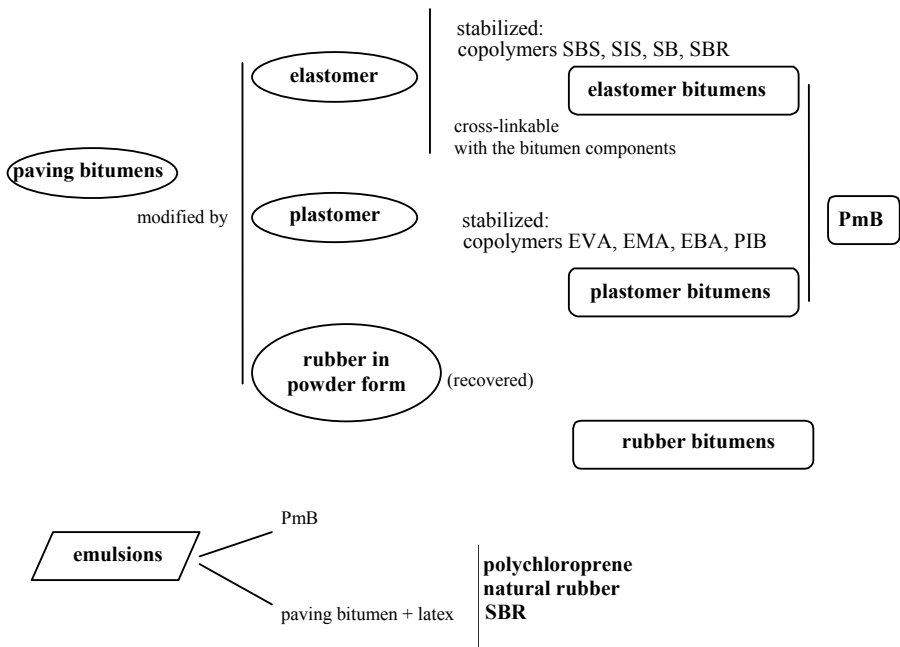 stabilized:
copolymers SBS, SIS, SB, SBR
elastomer
elastomer bitumens
cross-linkable
with the bitumen components
paving bitumens
modified by
plastomer
stabilized:
copolymers EVA, EMA, EBA, PIB
PmB
plastomer bitumens
rubber in
powder form
(recovered)
rubber bitumens
PmB
emulsions
paving bitumen + latex
polychloroprene
natural rubber
SBR